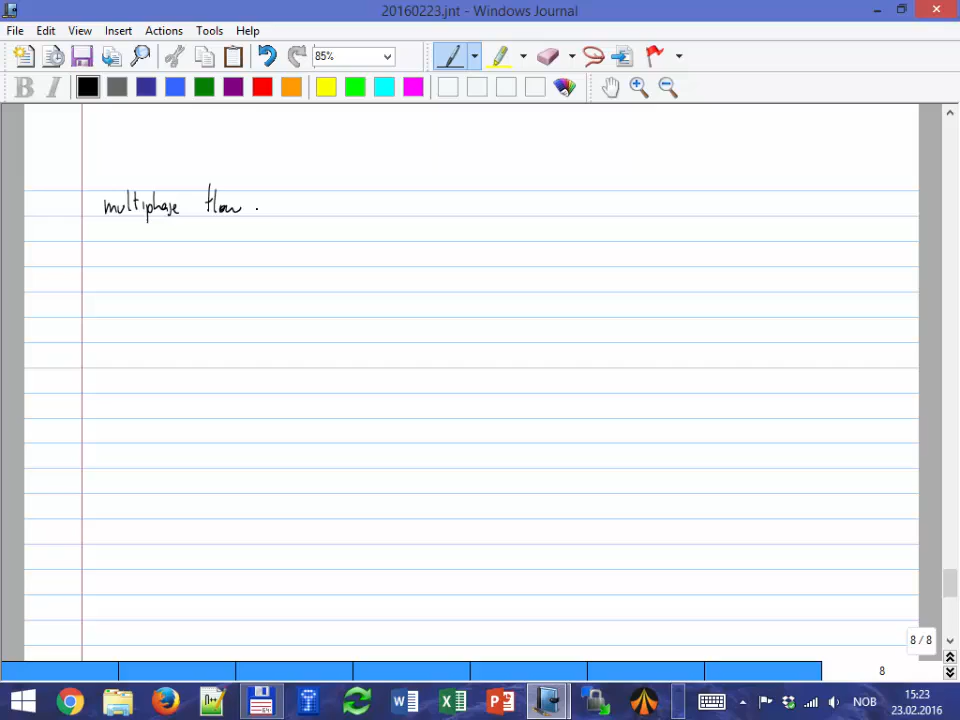 20160223.jnt - Windows Journal
File Edit View Insert Actions Tools Help
85%
B I
multiphase flow .
8 / 8
8
15:23
NOB
23.02.2016